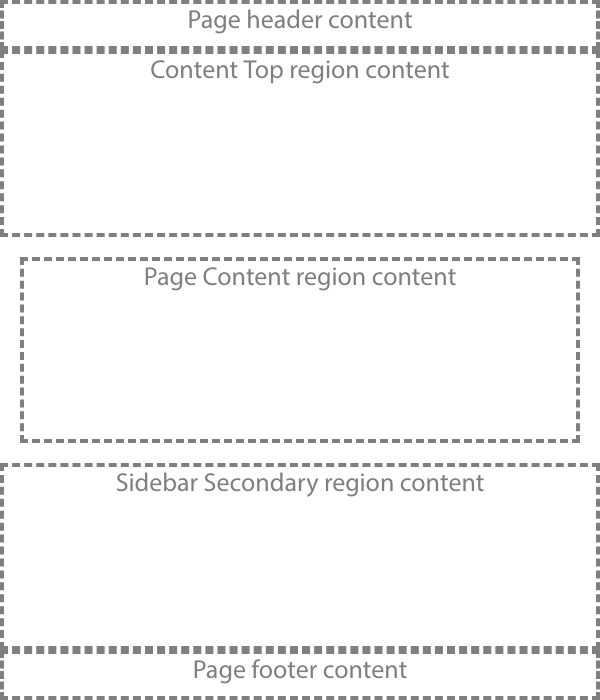 Page header content
Content Top region content
Page Content region content
Sidebar Secondary region content
Page footer content